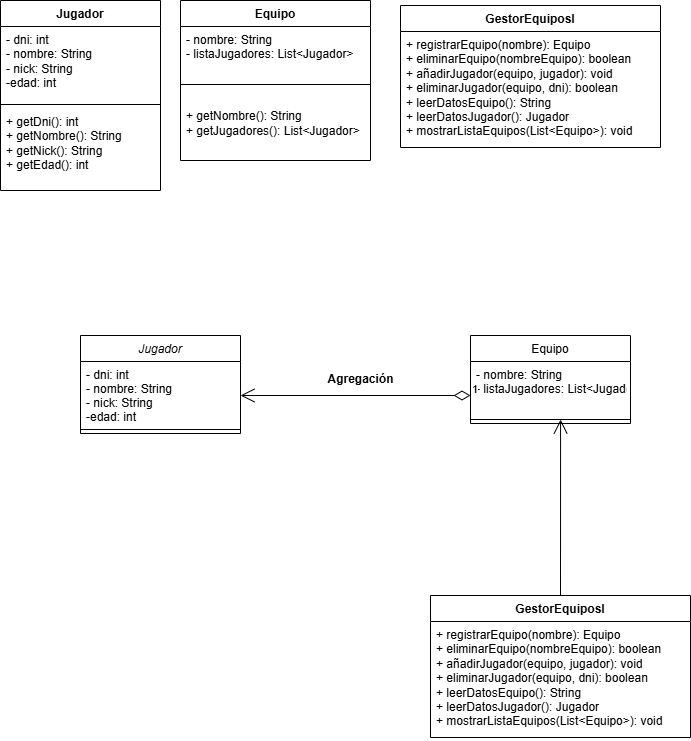 Jugador
- dni: int
- nombre: String
- nick: String
-edad: int
+ getDni(): int
+ getNombre(): String
+ getNick(): String
+ getEdad(): int
Equipo
- nombre: String
- listaJugadores: List<Jugador>
+ getNombre(): String
+ getJugadores(): List<Jugador>
GestorEquiposI
+ registrarEquipo(nombre): Equipo
+ eliminarEquipo(nombreEquipo): boolean
+ añadirJugador(equipo, jugador): void
+ eliminarJugador(equipo, dni): boolean
+ leerDatosEquipo(): String
+ leerDatosJugador(): Jugador
+ mostrarListaEquipos(List<Equipo>): void
Jugador
- dni: int
- nombre: String
- nick: String
-edad: int
Agregación
Equipo
- nombre: String
1- listaJugadores: List<Jugad
GestorEquiposI
+ registrarEquipo(nombre): Equipo
+ eliminarEquipo(nombreEquipo): boolean
+ añadirJugador(equipo, jugador): void
+ eliminarJugador(equipo, dni): boolean
+ leerDatosEquipo(): String
+ leerDatosJugador(): Jugador
+ mostrarListaEquipos(List<Equipo>): void